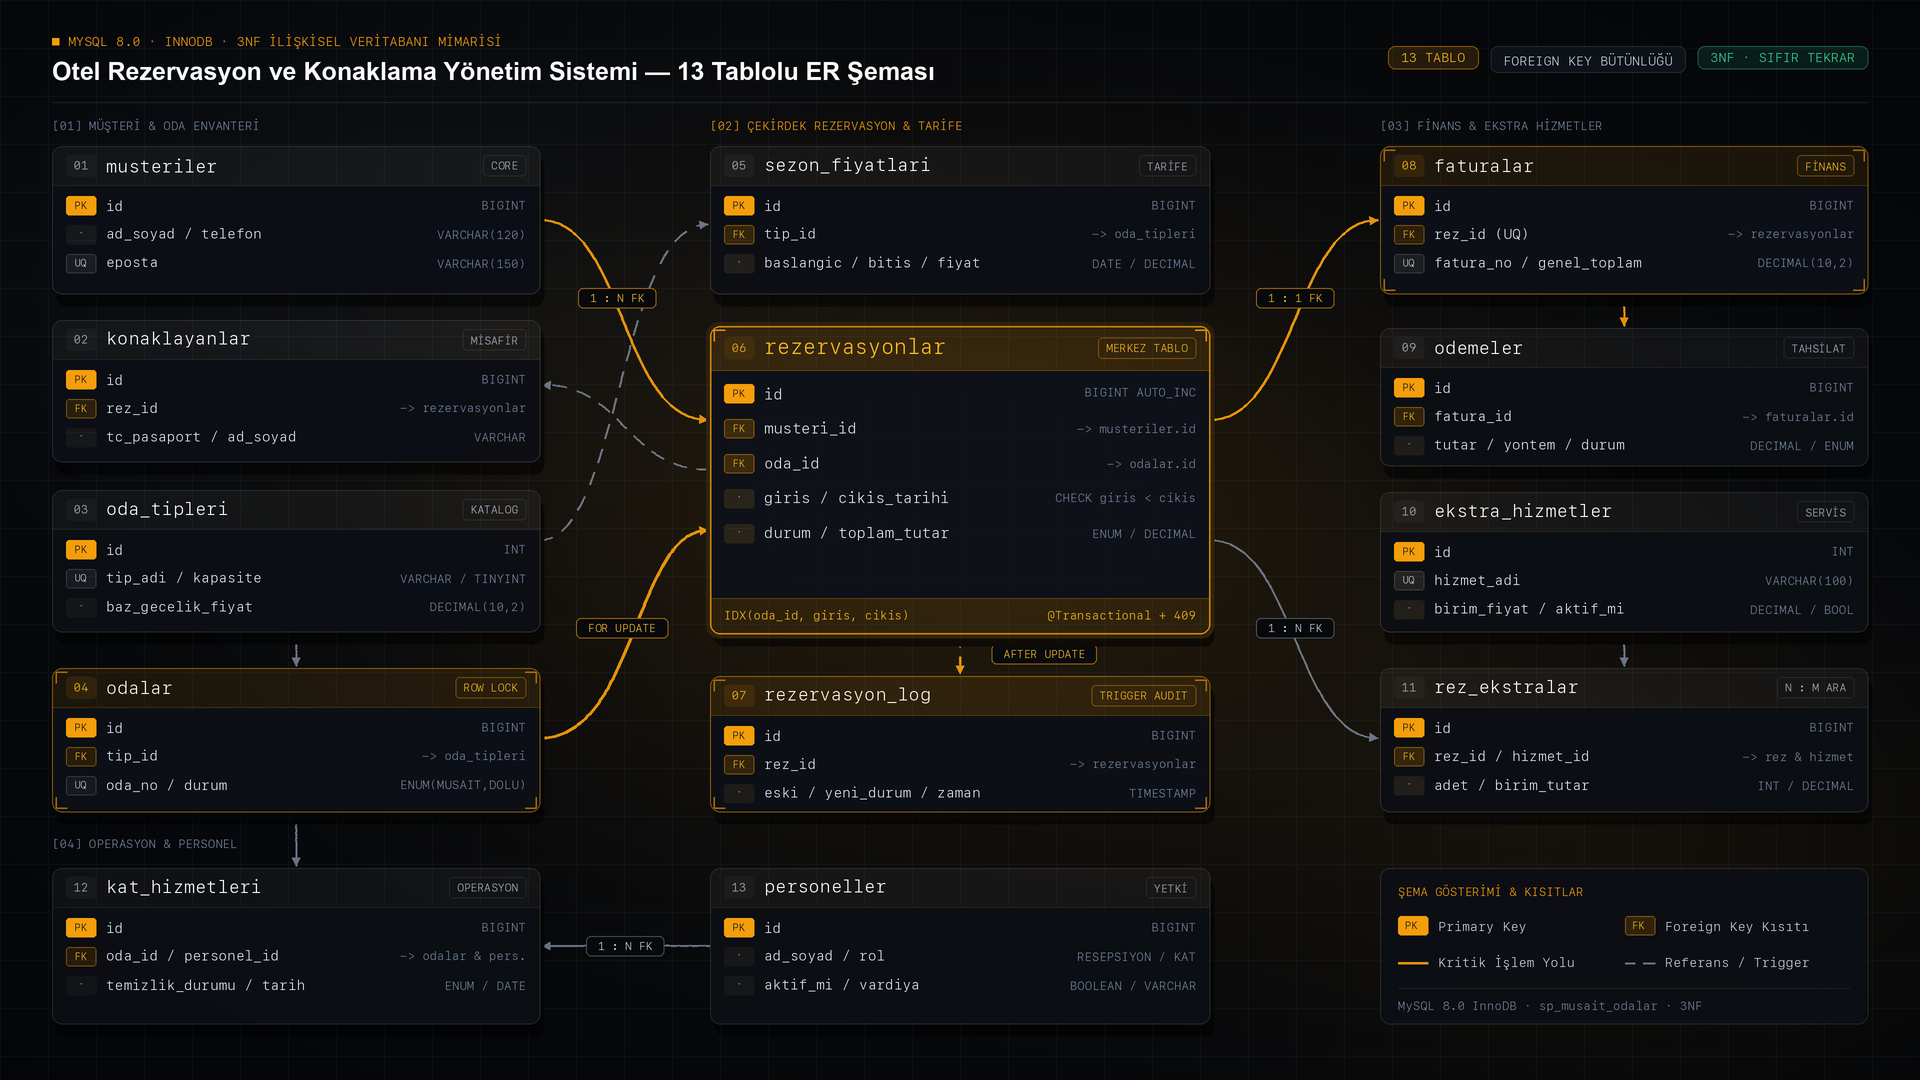 MYSQL 8.0 · INNODB · 3NF İLİŞKİSEL VERİTABANI MİMARİSİ
Otel Rezervasyon ve Konaklama Yönetim Sistemi — 13 Tablolu ER Şeması
13 TABLO
FOREIGN KEY BÜTÜNLÜĞÜ
3NF · SIFIR TEKRAR
[01] MÜŞTERİ & ODA ENVANTERİ
01 musteriler CORE
PK id BIGINT
· ad_soyad / telefon VARCHAR(120)
UQ eposta VARCHAR(150)
02 konaklayanlar MİSAFİR
PK id BIGINT
FK rez_id —> rezervasyonlar
· tc_pasaport / ad_soyad VARCHAR
03 oda_tipleri KATALOG
PK id INT
UQ tip_adi / kapasite VARCHAR / TINYINT
· baz_gecelik_fiyat DECIMAL(10,2)
04 odalar ROW LOCK
PK id BIGINT
FK tip_id —> oda_tipleri
UQ oda_no / durum ENUM(MUSAIT,DOLU)
1 : N FK
FOR UPDATE
[02] ÇEKİRDEK REZERVASYON & TARİFE
05 sezon_fiyatlari TARİFE
PK id BIGINT
FK tip_id —> oda_tipleri
· baslangic / bitis / fiyat DATE / DECIMAL
06 rezervasyonlar MERKEZ TABLO
PK id BIGINT AUTO_INC
FK musteri_id —> musteriler.id
FK oda_id —> odalar.id
· giris / cikis_tarihi CHECK giris < cikis
· durum / toplam_tutar ENUM / DECIMAL
IDX(oda_id, giris, cikis) @Transactional + 409
AFTER UPDATE
07 rezervasyon_log TRIGGER AUDIT
PK id BIGINT
FK rez_id —> rezervasyonlar
· eski / yeni_durum / zaman TIMESTAMP
1 : 1 FK
1 : N FK
[03] FİNANS & EKSTRA HİZMETLER
08 faturalar FİNANS
PK id BIGINT
FK rez_id (UQ) —> rezervasyonlar
UQ fatura_no / genel_toplam DECIMAL(10,2)
09 odemeler TAHSİLAT
PK id BIGINT
FK fatura_id —> faturalar.id
· tutar / yontem / durum DECIMAL / ENUM
10 ekstra_hizmetler SERVİS
PK id INT
UQ hizmet_adi VARCHAR(100)
· birim_fiyat / aktif_mi DECIMAL / BOOL
11 rez_ekstralar N : M ARA
PK id BIGINT
FK rez_id / hizmet_id —> rez & hizmet
· adet / birim_tutar INT / DECIMAL
[04] OPERASYON & PERSONEL
12 kat_hizmetleri OPERASYON
PK id BIGINT
FK oda_id / personel_id —> odalar & pers.
· temizlik_durumu / tarih ENUM / DATE
1 : N FK
13 personeller YETKİ
PK id BIGINT
· ad_soyad / rol RESEPSIYON / KAT
· aktif_mi / vardiya BOOLEAN / VARCHAR
ŞEMA GÖSTERİMİ & KISITLAR
PK Primary Key FK Foreign Key Kısıtı
Kritik İşlem Yolu Referans / Trigger
MySQL 8.0 InnoDB · sp_musait_odalar · 3NF